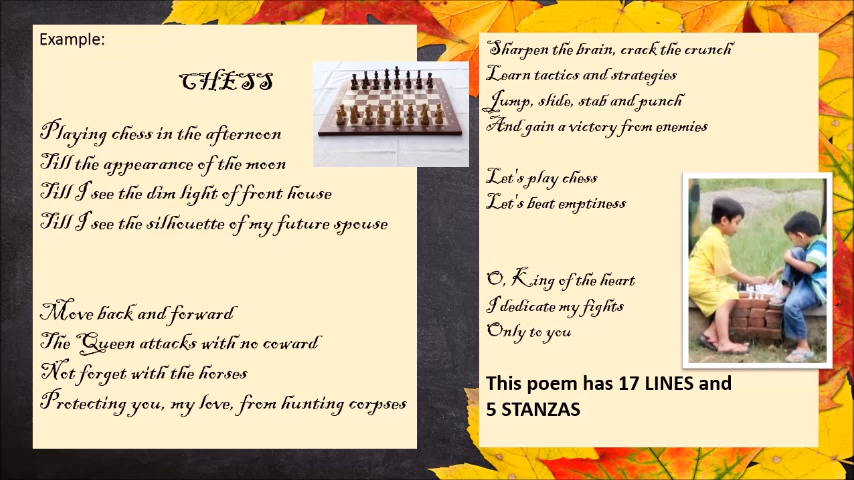 Example:
CHESS
Playing chess in the afternoon
Till the appearance of the moon
Till I see the dim light of front house
Till I see the silhouette of my future spouse
Move back and forward
The Queen attacks with no coward
Not forget with the horses
Protecting you, my love, from hunting corpses
Sharpen the brain, crack the crunch
Learn tactics and strategies
Jump, slide, stab and punch
And gain a victory from enemies
Let's play chess
Let's beat emptiness
O, King of the heart
I dedicate my fights
Only to you
This poem has 17 LINES and
5 STANZAS